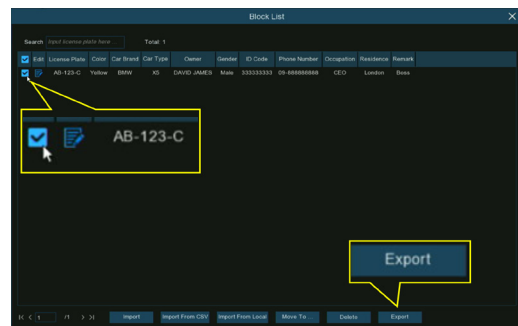 Block List
Search Input license plate here Total: 1
Edit License Plate Color Car Brand Car Type Owner Gender ID Code Phone Number Occupation Residence Remark
AB-123-C Yellow BMW X5 DAVID JAMES Male 333333333 09-888888888 CEO London Boss
AB-123-C
Export
1 /1 Import Import From CSV Import From Local Move To ... Delete Export